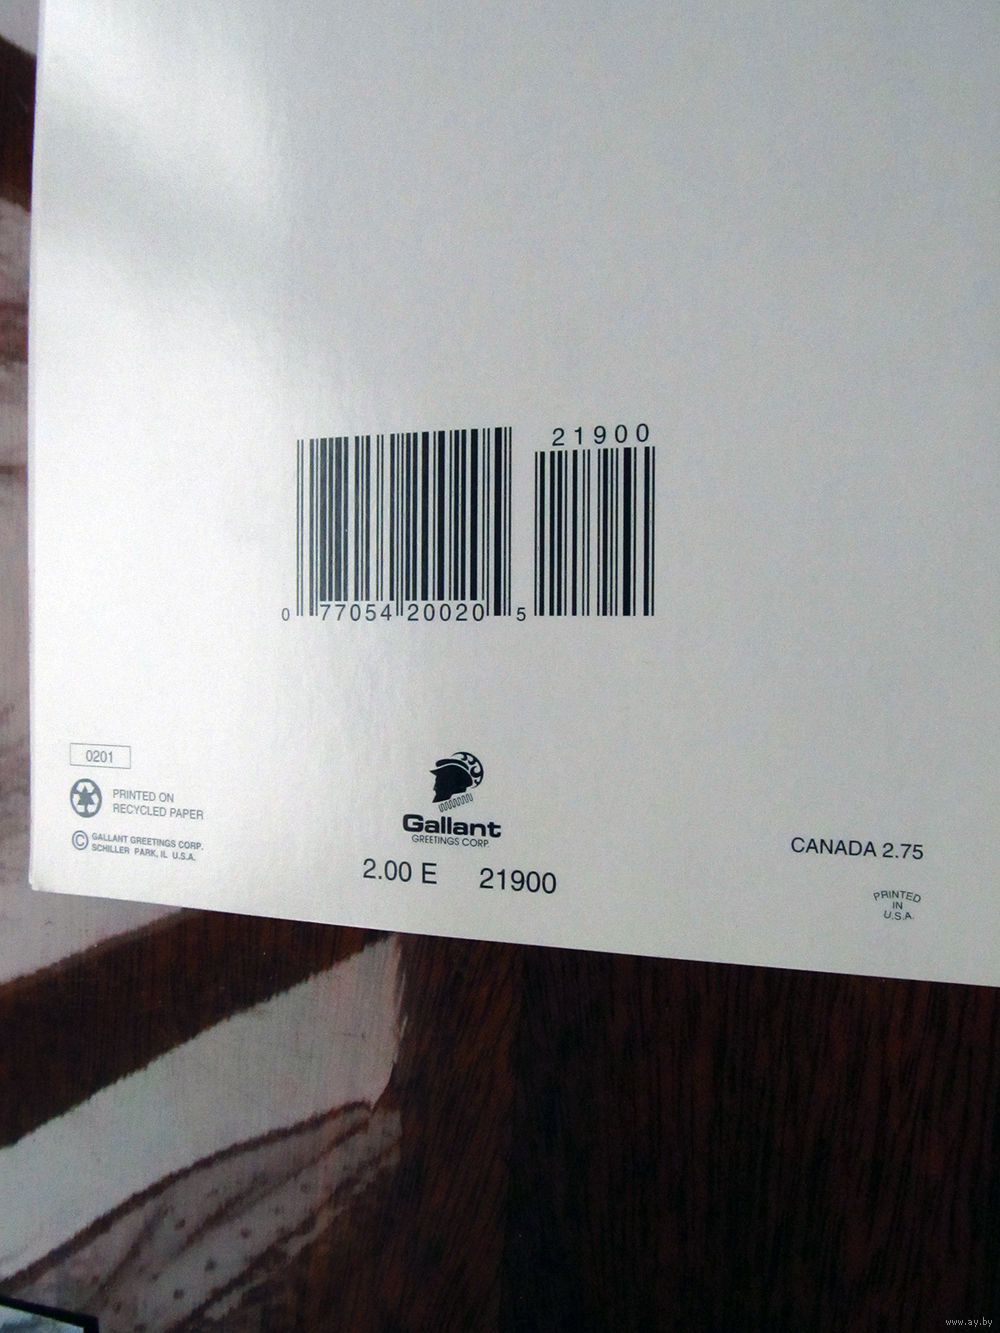 21900
0 77054 20020 5
0201
PRINTED ON
RECYCLED PAPER
© GALLANT GREETINGS CORP.
SCHILLER PARK, IL U.S.A.
Gallant
GREETINGS CORP.
2.00 E 21900
CANADA 2.75
PRINTED
IN
U.S.A.
www.ay.by